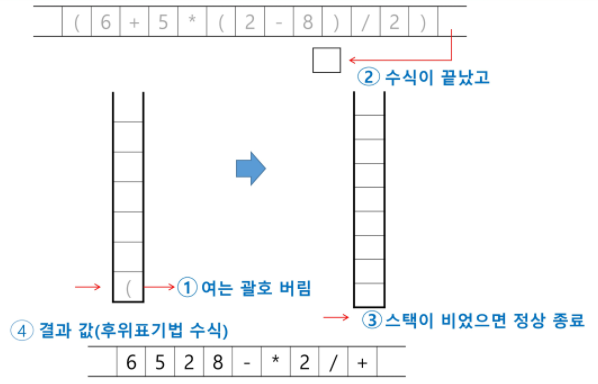 ( 6 + 5 * ( 2 - 8 ) / 2 )
② 수식이 끝났고
(
① 여는 괄호 버림
③ 스택이 비었으면 정상 종료
④ 결과 값(후위표기법 수식)
6 5 2 8 - * 2 / +